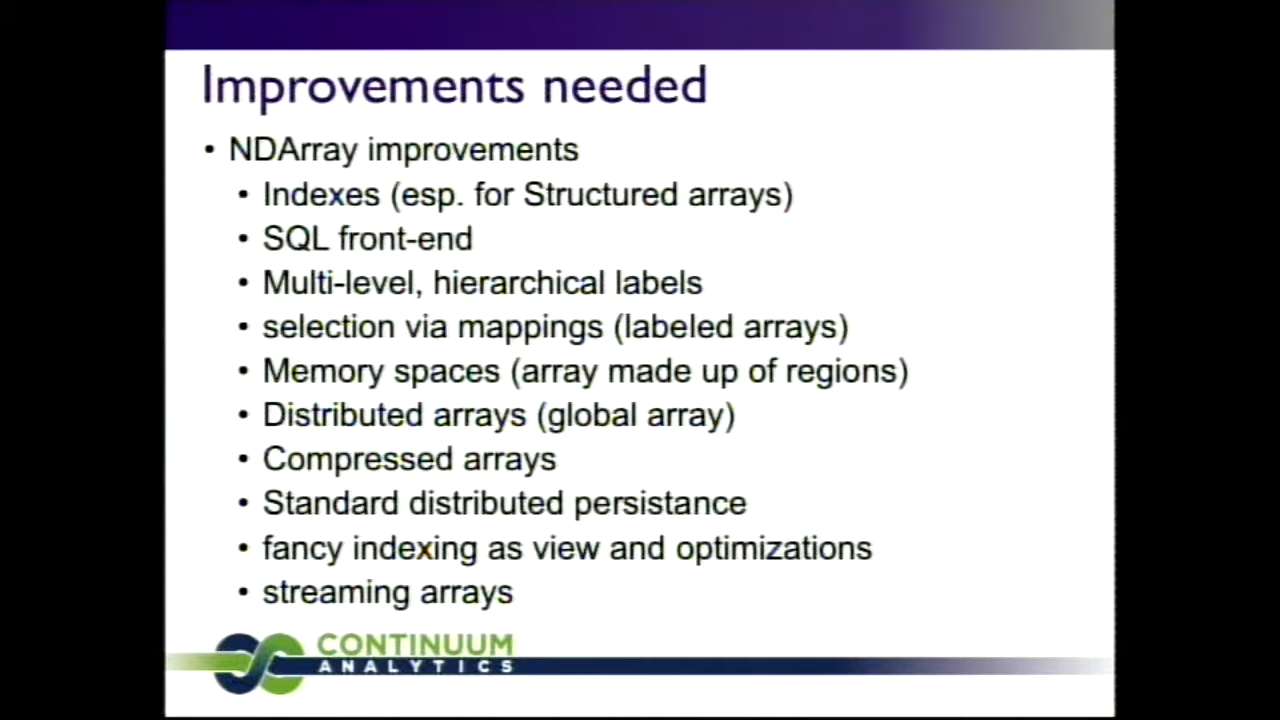 Improvements needed
• NDArray improvements
• Indexes (esp. for Structured arrays)
• SQL front-end
• Multi-level, hierarchical labels
• selection via mappings (labeled arrays)
• Memory spaces (array made up of regions)
• Distributed arrays (global array)
• Compressed arrays
• Standard distributed persistance
• fancy indexing as view and optimizations
• streaming arrays
CONTINUUM
ANALYTICS